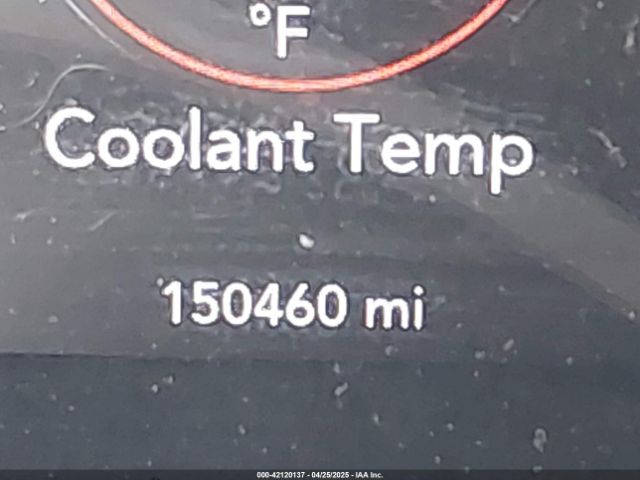 °F
Coolant Temp
150460 mi
000-42120137 - 04/25/2025 - IAA Inc.